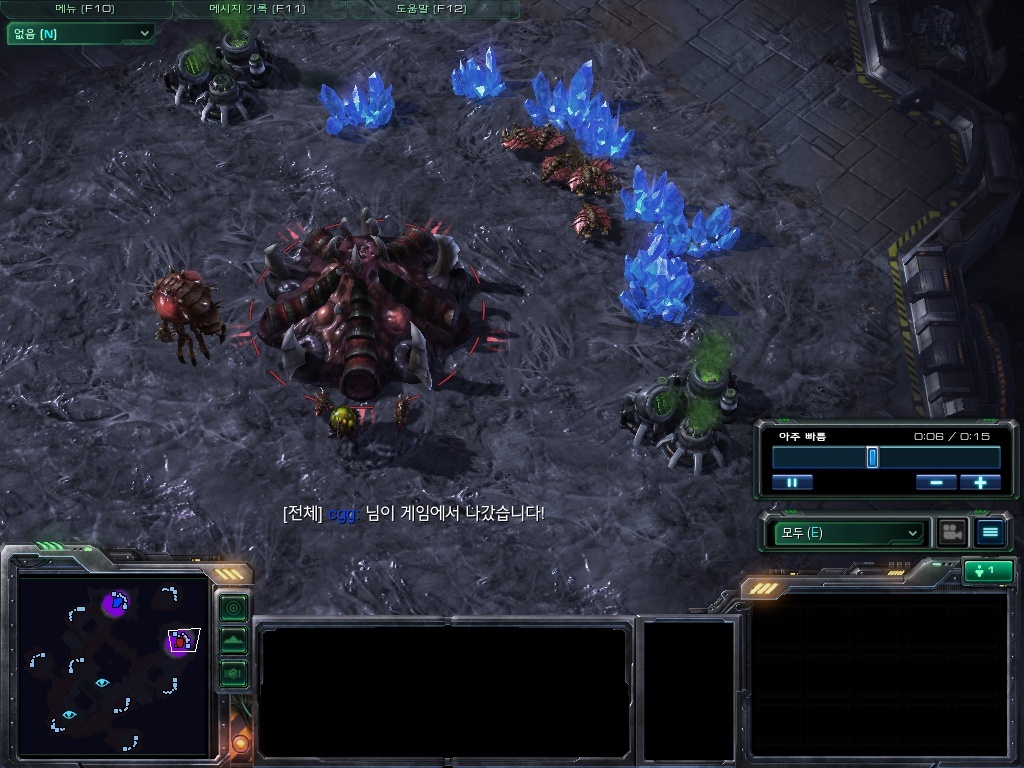 메뉴 (F10) 메시지 기록 (F11) 도움말 (F12)
없음 (N)
아주 빠름 0:06 / 0:15
[전체] cgg: 님이 게임에서 나갔습니다!
모두 (E)
1